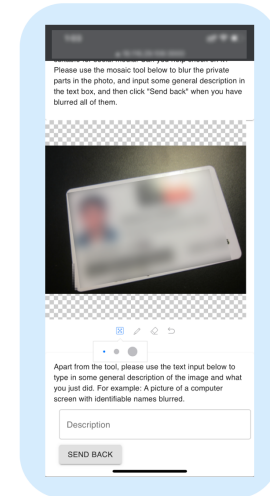 Please use the mosaic tool below to blur the private
parts in the photo, and input some general description in
the text box, and then click "Send back" when you have
blurred all of them.
Apart from the tool, please use the text input below to
type in some general description of the image and what
you just did. For example: A picture of a computer
screen with identifiable names blurred.
Description
SEND BACK